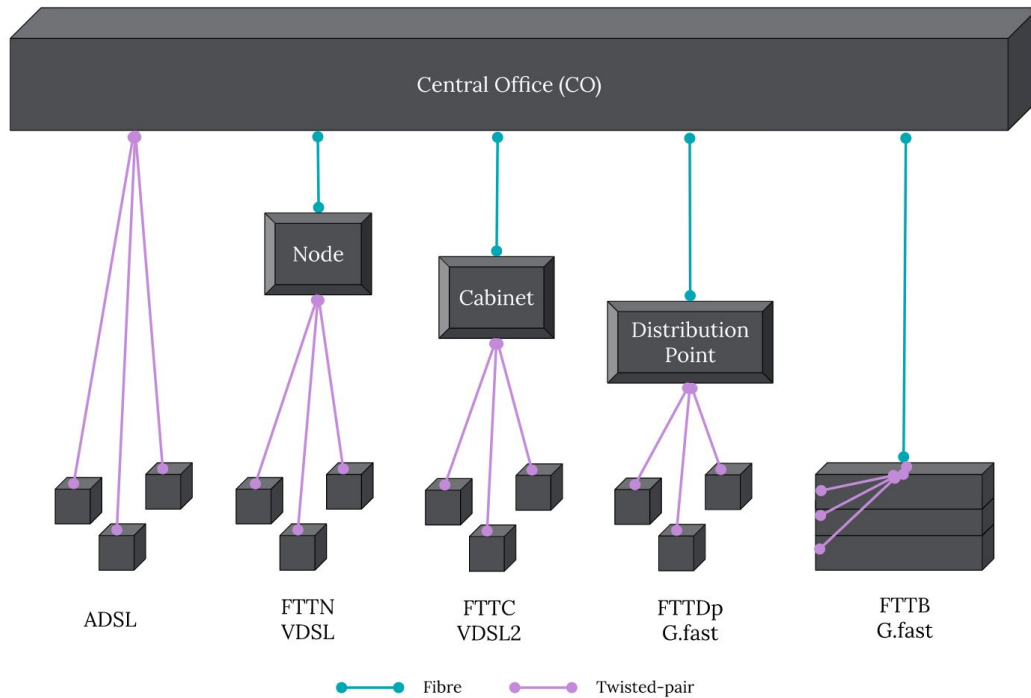 Central Office (CO)
Node
Cabinet
Distribution
Point
ADSL
FTTN
VDSL
FTTC
VDSL2
FTTDp
G.fast
FTTB
G.fast
Fibre
Twisted-pair